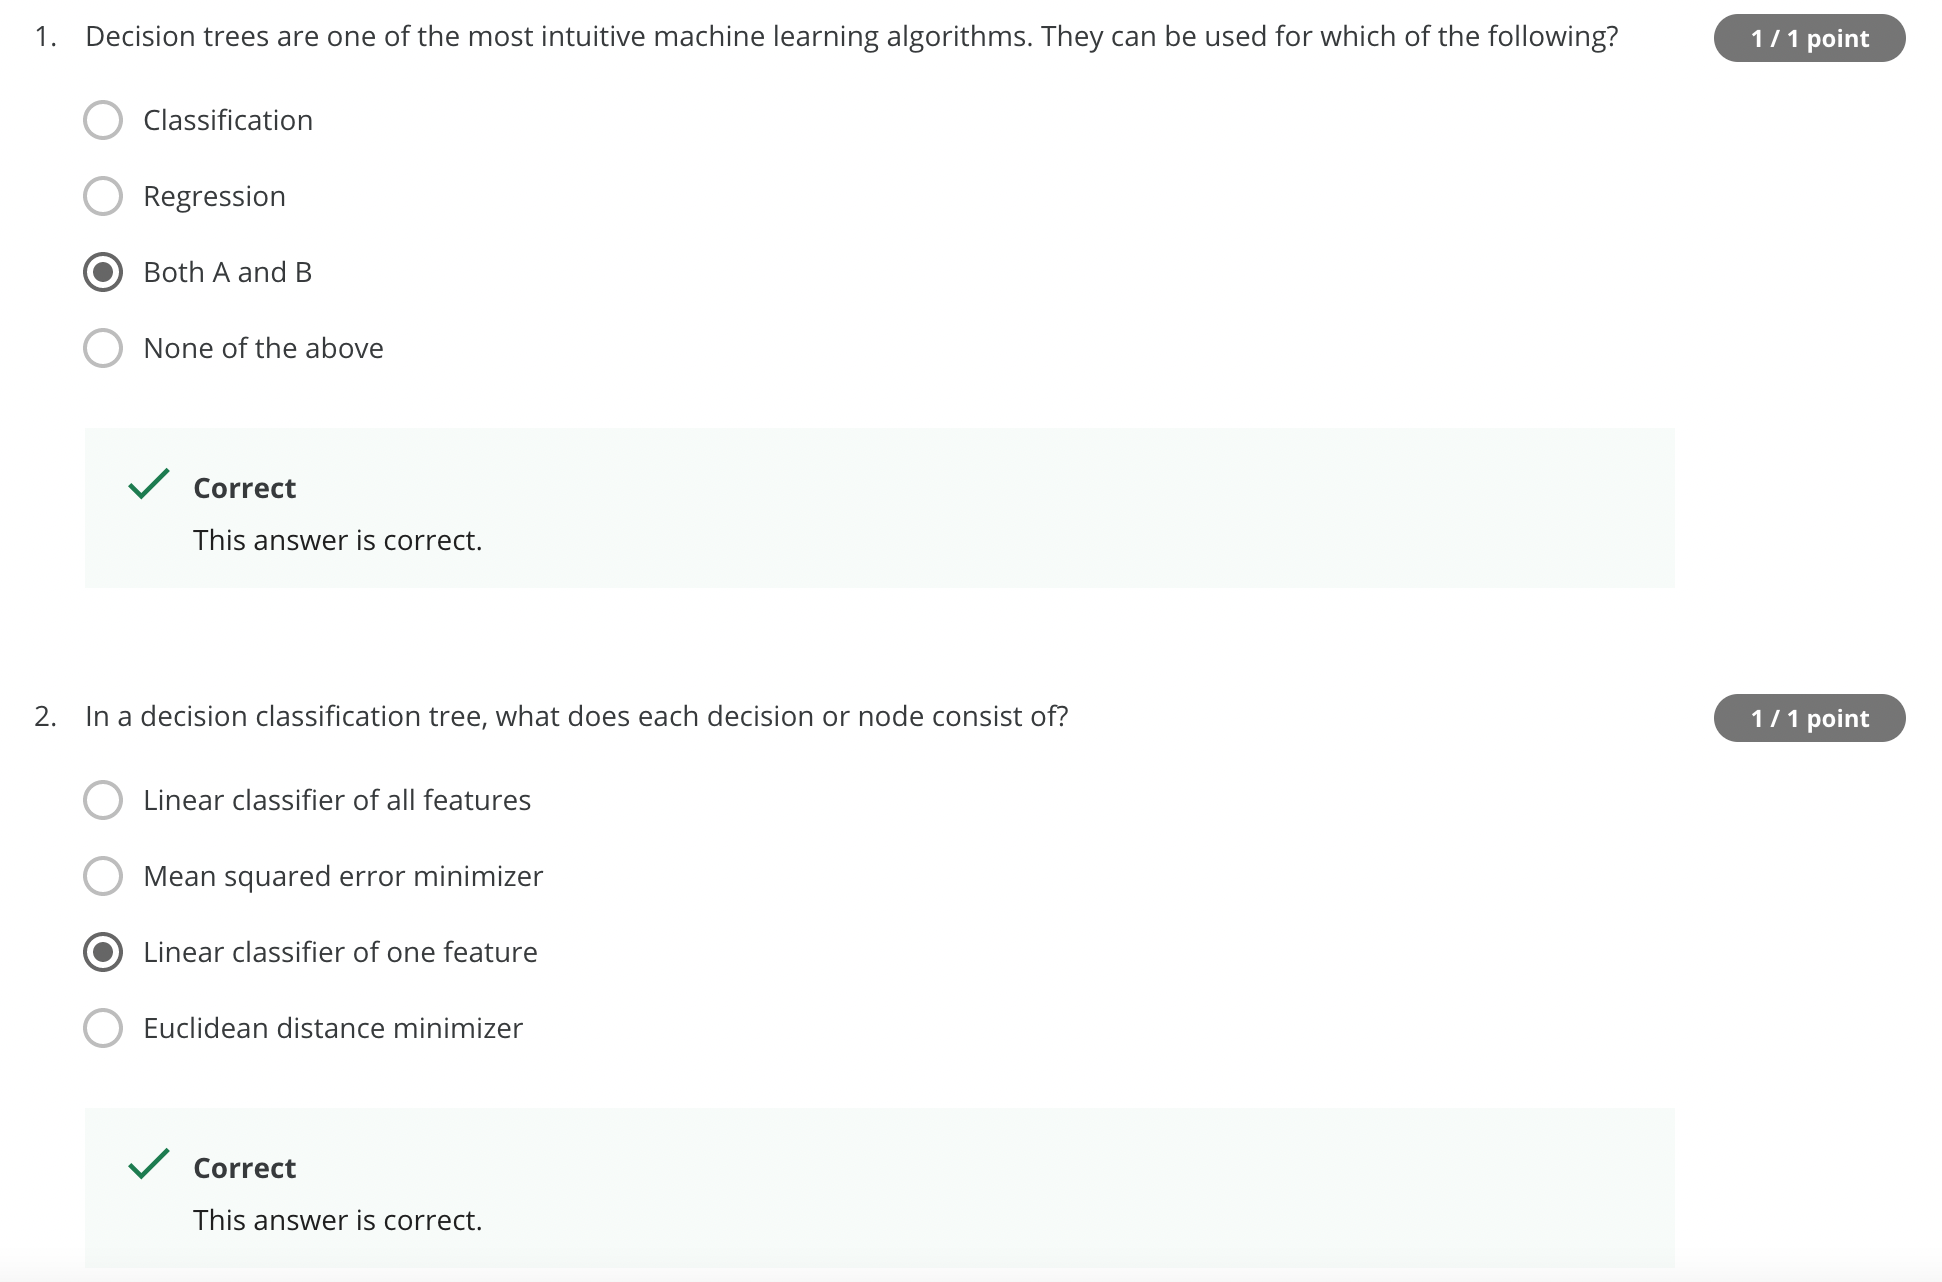 1. Decision trees are one of the most intuitive machine learning algorithms. They can be used for which of the following?
1 / 1 point
Classification
Regression
Both A and B
None of the above
Correct
This answer is correct.
2. In a decision classification tree, what does each decision or node consist of?
1 / 1 point
Linear classifier of all features
Mean squared error minimizer
Linear classifier of one feature
Euclidean distance minimizer
Correct
This answer is correct.